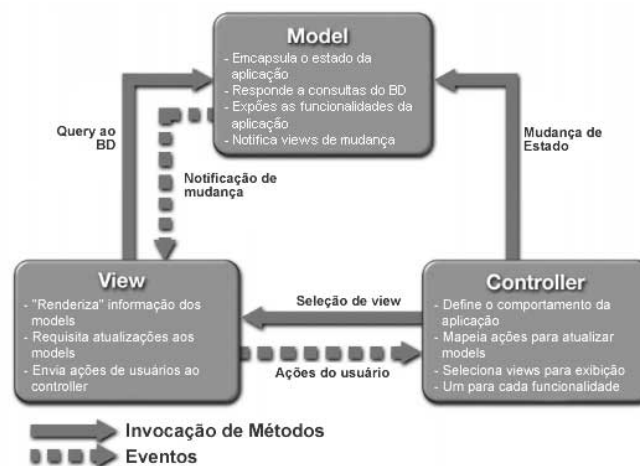 Model
- Emcapsula o estado da
aplicação
- Responde a consultas do BD
- Expões as funcionalidades da
aplicação
- Notifica views de mudança
Query ao
BD
Notificação de
mudança
Mudança de
Estado
View
- "Renderiza" informação dos
models
- Requisita atualizações aos
models
- Envia ações de usuários ao
controller
Seleção de view
Ações do usuário
Controller
- Define o comportamento da
aplicação
- Mapeia ações para atualizar
models
- Seleciona views para exibição
- Um para cada funcionalidade
Invocação de Métodos
Eventos